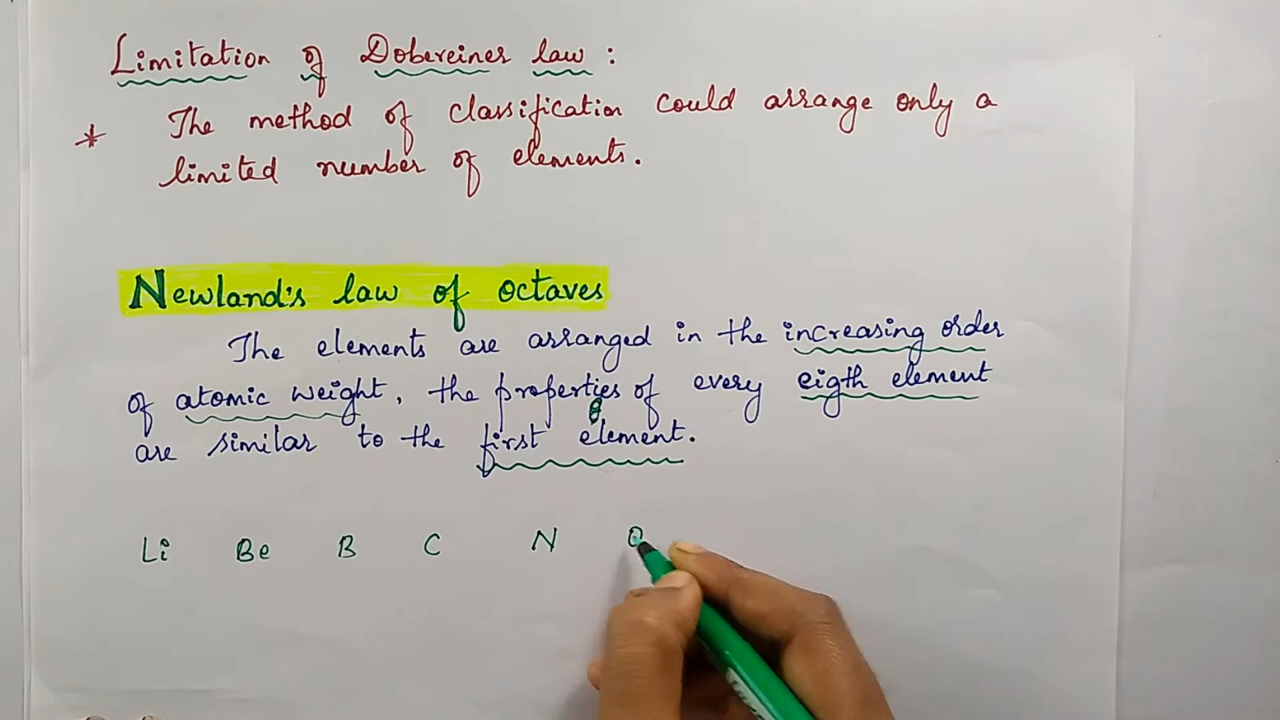 Limitation of Dobereiner law :
* The method of classification could arrange only a
limited number of elements.
Newland's law of octaves
The elements are arranged in the increasing order
of atomic weight, the properties of every eigth element
are similar to the first element.
Li Be B C N O